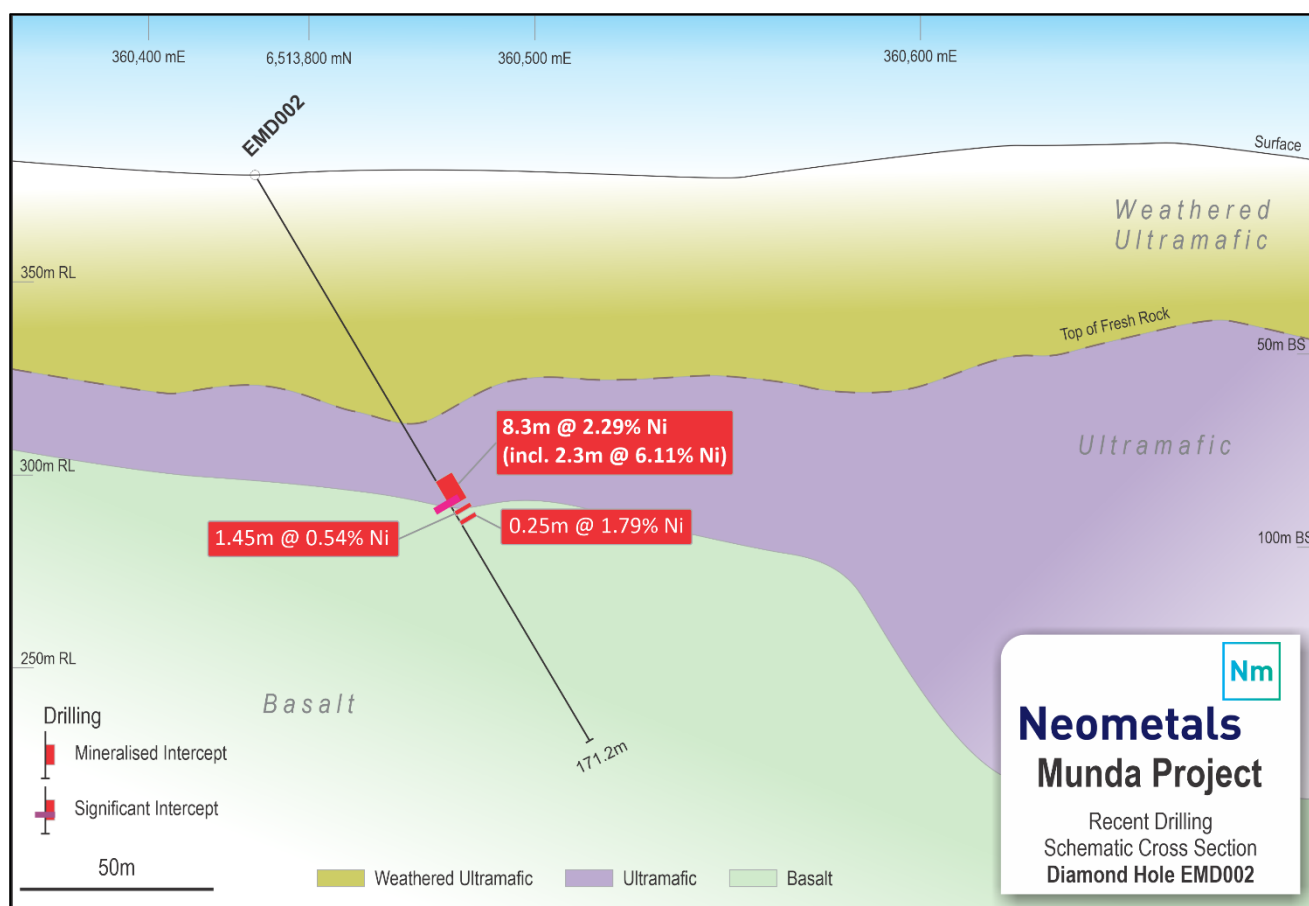 360,400 mE
6,513,800 mN
360,500 mE
360,600 mE
EMD002
Surface
Weathered
Ultramafic
350m RL
Top of Fresh Rock
50m BS
8.3m @ 2.29% Ni
(incl. 2.3m @ 6.11% Ni)
Ultramafic
300m RL
1.45m @ 0.54% Ni
0.25m @ 1.79% Ni
100m BS
250m RL
Basalt
171.2m
Drilling
Mineralised Intercept
Significant Intercept
50m
Weathered Ultramafic
Ultramafic
Basalt
Nm
Neometals
Munda Project
Recent Drilling
Schematic Cross Section
Diamond Hole EMD002